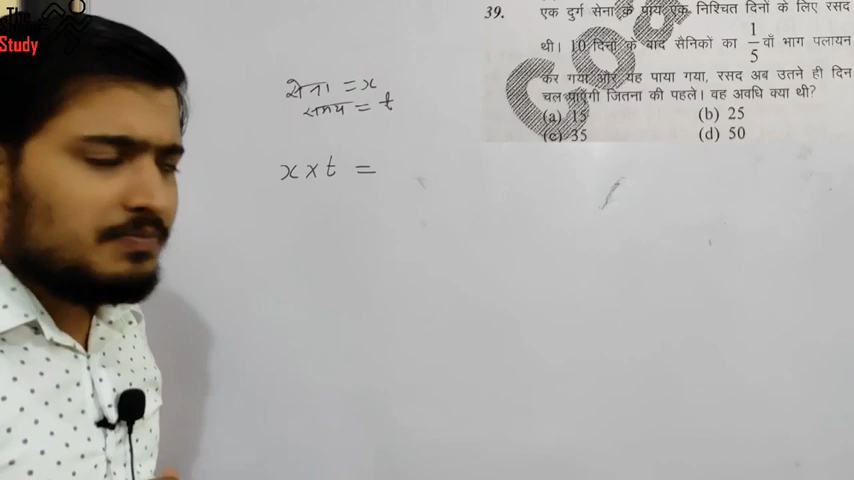 The
Study
39. एक दुर्ग सेना के पास एक निश्चित दिनों के लिए रसद
थी। 10 दिनों के बाद सैनिकों का 1/5 वाँ भाग पलायन
कर गया और यह पाया गया, रसद अब उतने ही दिन
चल पाएगी जितना की पहले। वह अवधि क्या थी?
(a) 15 (b) 25
(c) 35 (d) 50
सेना = x
समय = t
x × t =